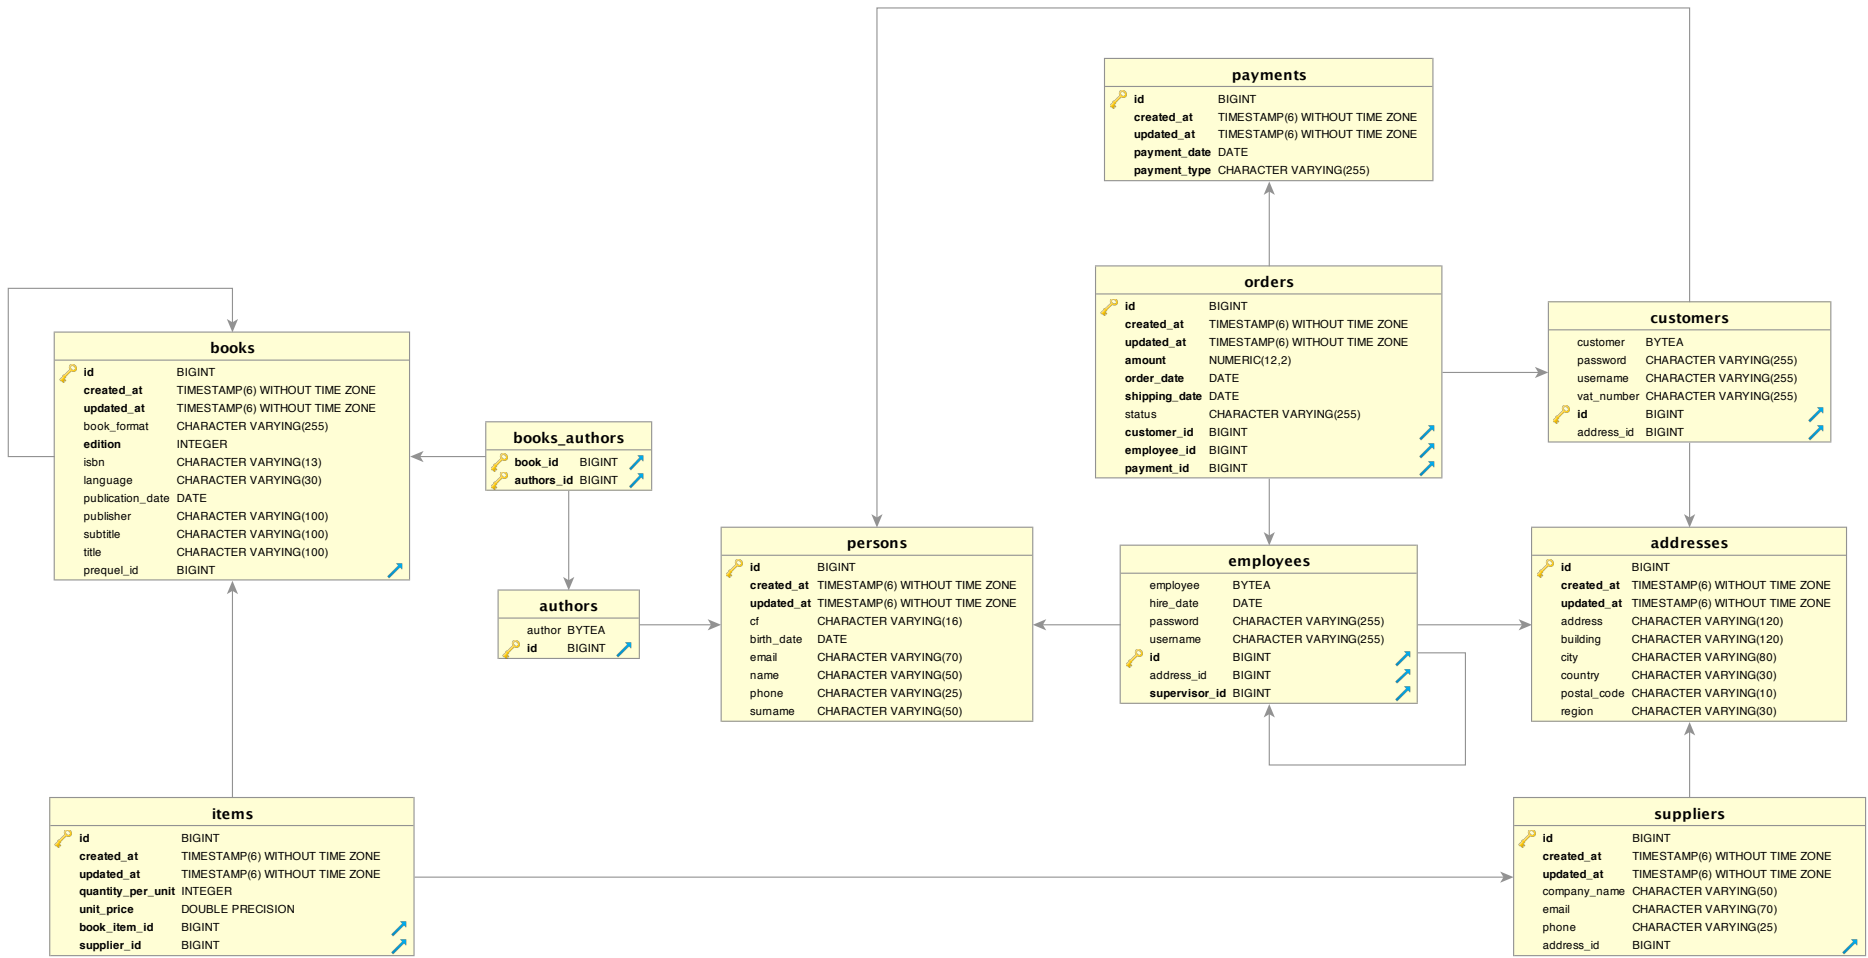 payments
id BIGINT
created_at TIMESTAMP(6) WITHOUT TIME ZONE
updated_at TIMESTAMP(6) WITHOUT TIME ZONE
payment_date DATE
payment_type CHARACTER VARYING(255)
orders
id BIGINT
created_at TIMESTAMP(6) WITHOUT TIME ZONE
updated_at TIMESTAMP(6) WITHOUT TIME ZONE
amount NUMERIC(12,2)
order_date DATE
shipping_date DATE
status CHARACTER VARYING(255)
customer_id BIGINT
employee_id BIGINT
payment_id BIGINT
customers
customer BYTEA
password CHARACTER VARYING(255)
username CHARACTER VARYING(255)
vat_number CHARACTER VARYING(255)
id BIGINT
address_id BIGINT
books
id BIGINT
created_at TIMESTAMP(6) WITHOUT TIME ZONE
updated_at TIMESTAMP(6) WITHOUT TIME ZONE
book_format CHARACTER VARYING(255)
edition INTEGER
isbn CHARACTER VARYING(13)
language CHARACTER VARYING(30)
publication_date DATE
publisher CHARACTER VARYING(100)
subtitle CHARACTER VARYING(100)
title CHARACTER VARYING(100)
prequel_id BIGINT
books_authors
book_id BIGINT
authors_id BIGINT
authors
author BYTEA
id BIGINT
persons
id BIGINT
created_at TIMESTAMP(6) WITHOUT TIME ZONE
updated_at TIMESTAMP(6) WITHOUT TIME ZONE
cf CHARACTER VARYING(16)
birth_date DATE
email CHARACTER VARYING(70)
name CHARACTER VARYING(50)
phone CHARACTER VARYING(25)
surname CHARACTER VARYING(50)
employees
employee BYTEA
hire_date DATE
password CHARACTER VARYING(255)
username CHARACTER VARYING(255)
id BIGINT
address_id BIGINT
supervisor_id BIGINT
addresses
id BIGINT
created_at TIMESTAMP(6) WITHOUT TIME ZONE
updated_at TIMESTAMP(6) WITHOUT TIME ZONE
address CHARACTER VARYING(120)
building CHARACTER VARYING(120)
city CHARACTER VARYING(80)
country CHARACTER VARYING(30)
postal_code CHARACTER VARYING(10)
region CHARACTER VARYING(30)
items
id BIGINT
created_at TIMESTAMP(6) WITHOUT TIME ZONE
updated_at TIMESTAMP(6) WITHOUT TIME ZONE
quantity_per_unit INTEGER
unit_price DOUBLE PRECISION
book_item_id BIGINT
supplier_id BIGINT
suppliers
id BIGINT
created_at TIMESTAMP(6) WITHOUT TIME ZONE
updated_at TIMESTAMP(6) WITHOUT TIME ZONE
company_name CHARACTER VARYING(50)
email CHARACTER VARYING(70)
phone CHARACTER VARYING(25)
address_id BIGINT